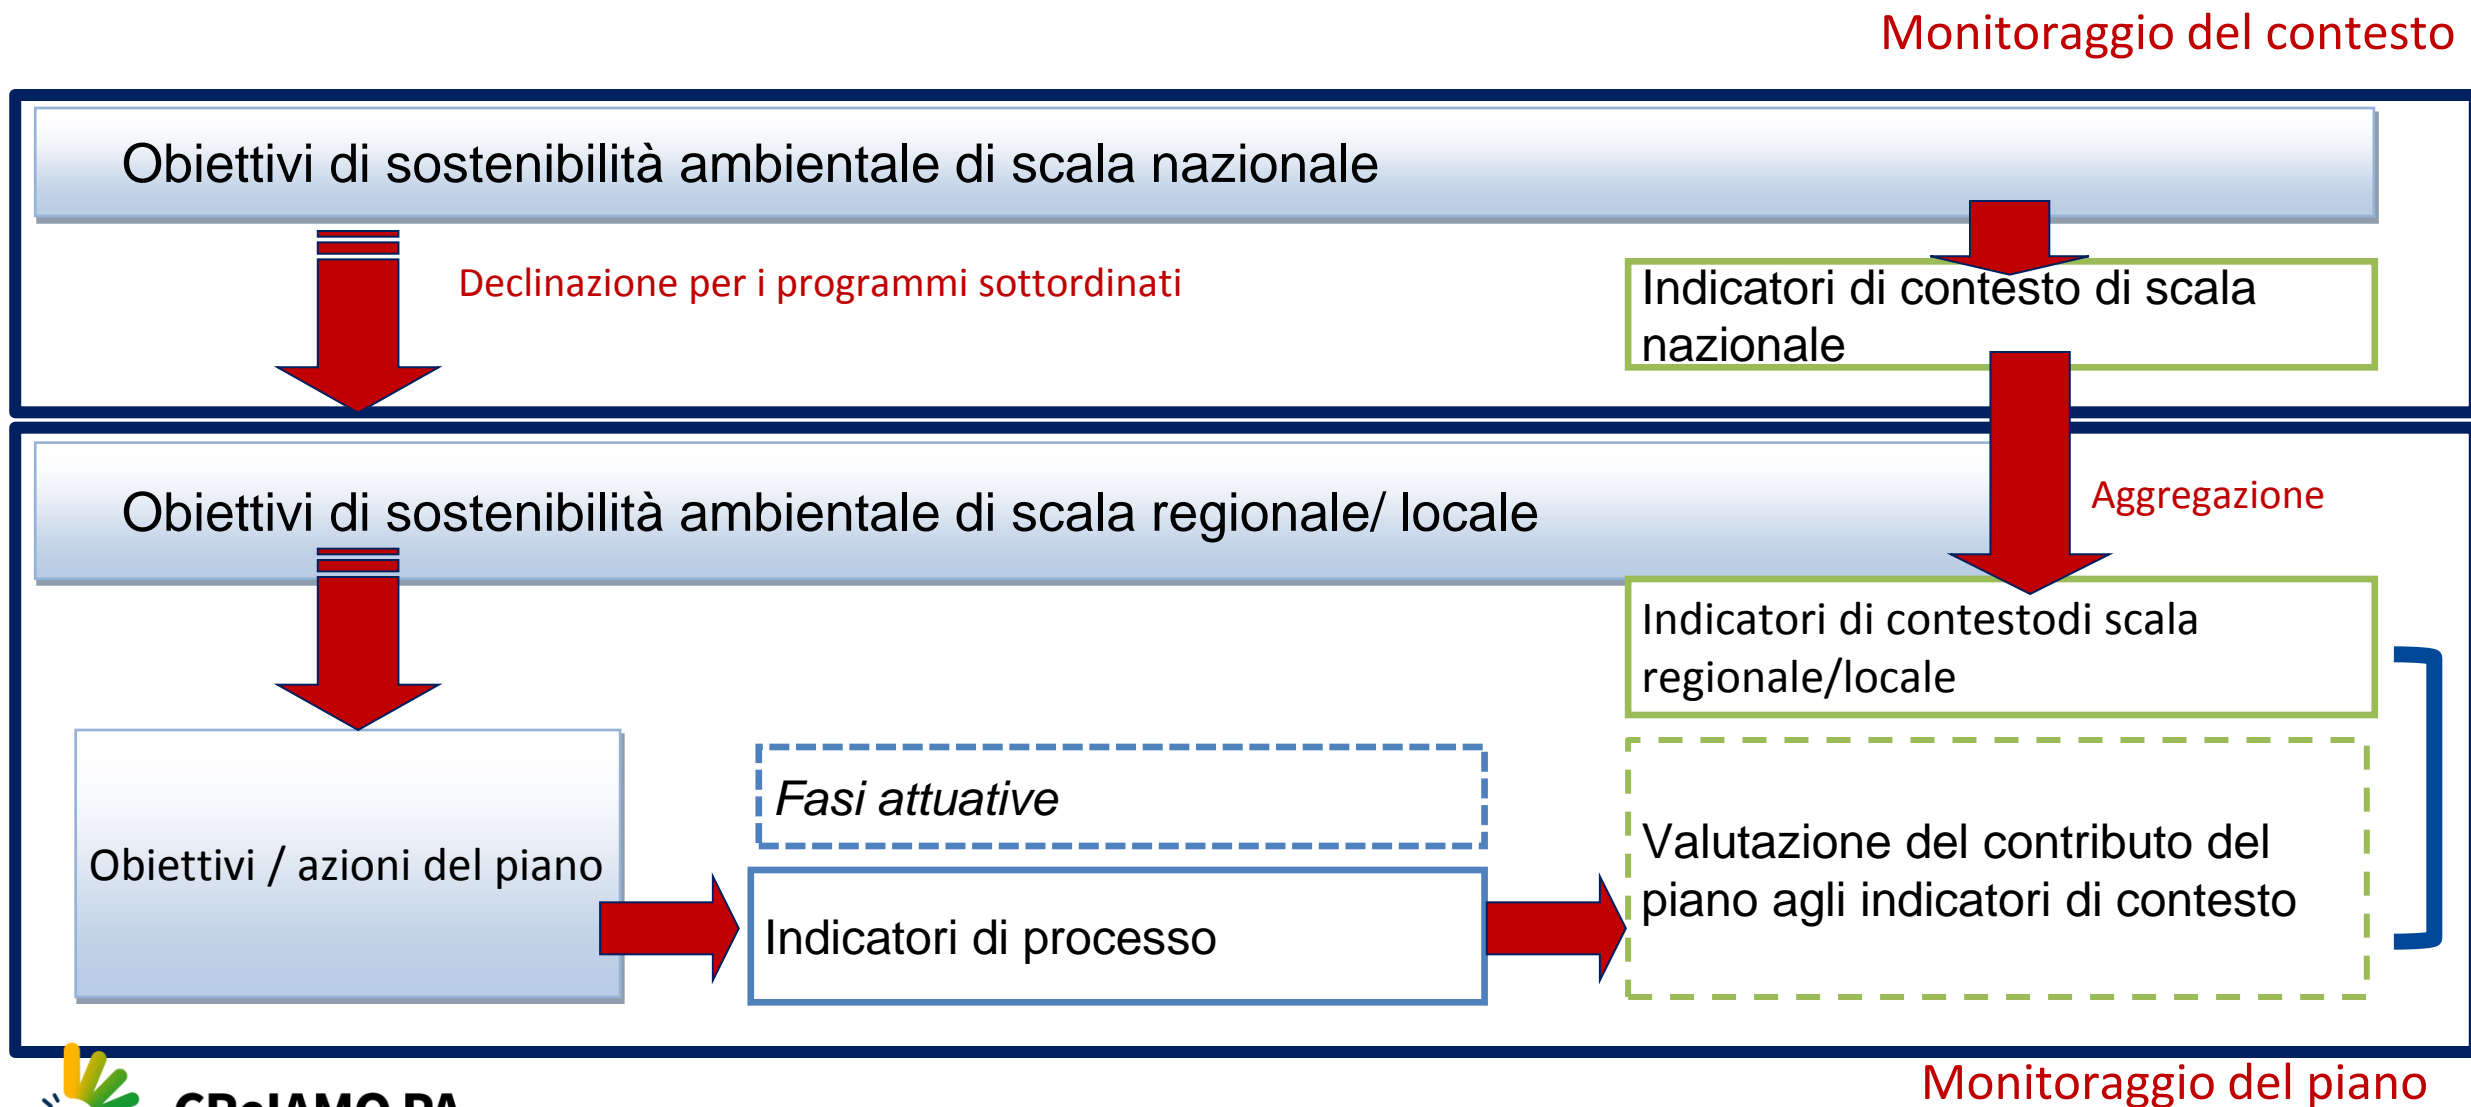 Monitoraggio del contesto
Obiettivi di sostenibilità ambientale di scala nazionale
Declinazione per i programmi sottordinati
Indicatori di contesto di scala
nazionale
Obiettivi di sostenibilità ambientale di scala regionale/ locale
Aggregazione
Indicatori di contestodi scala
regionale/locale
Fasi attuative
Obiettivi / azioni del piano
Valutazione del contributo del
piano agli indicatori di contesto
Indicatori di processo
Monitoraggio del piano
CReIAMO PA